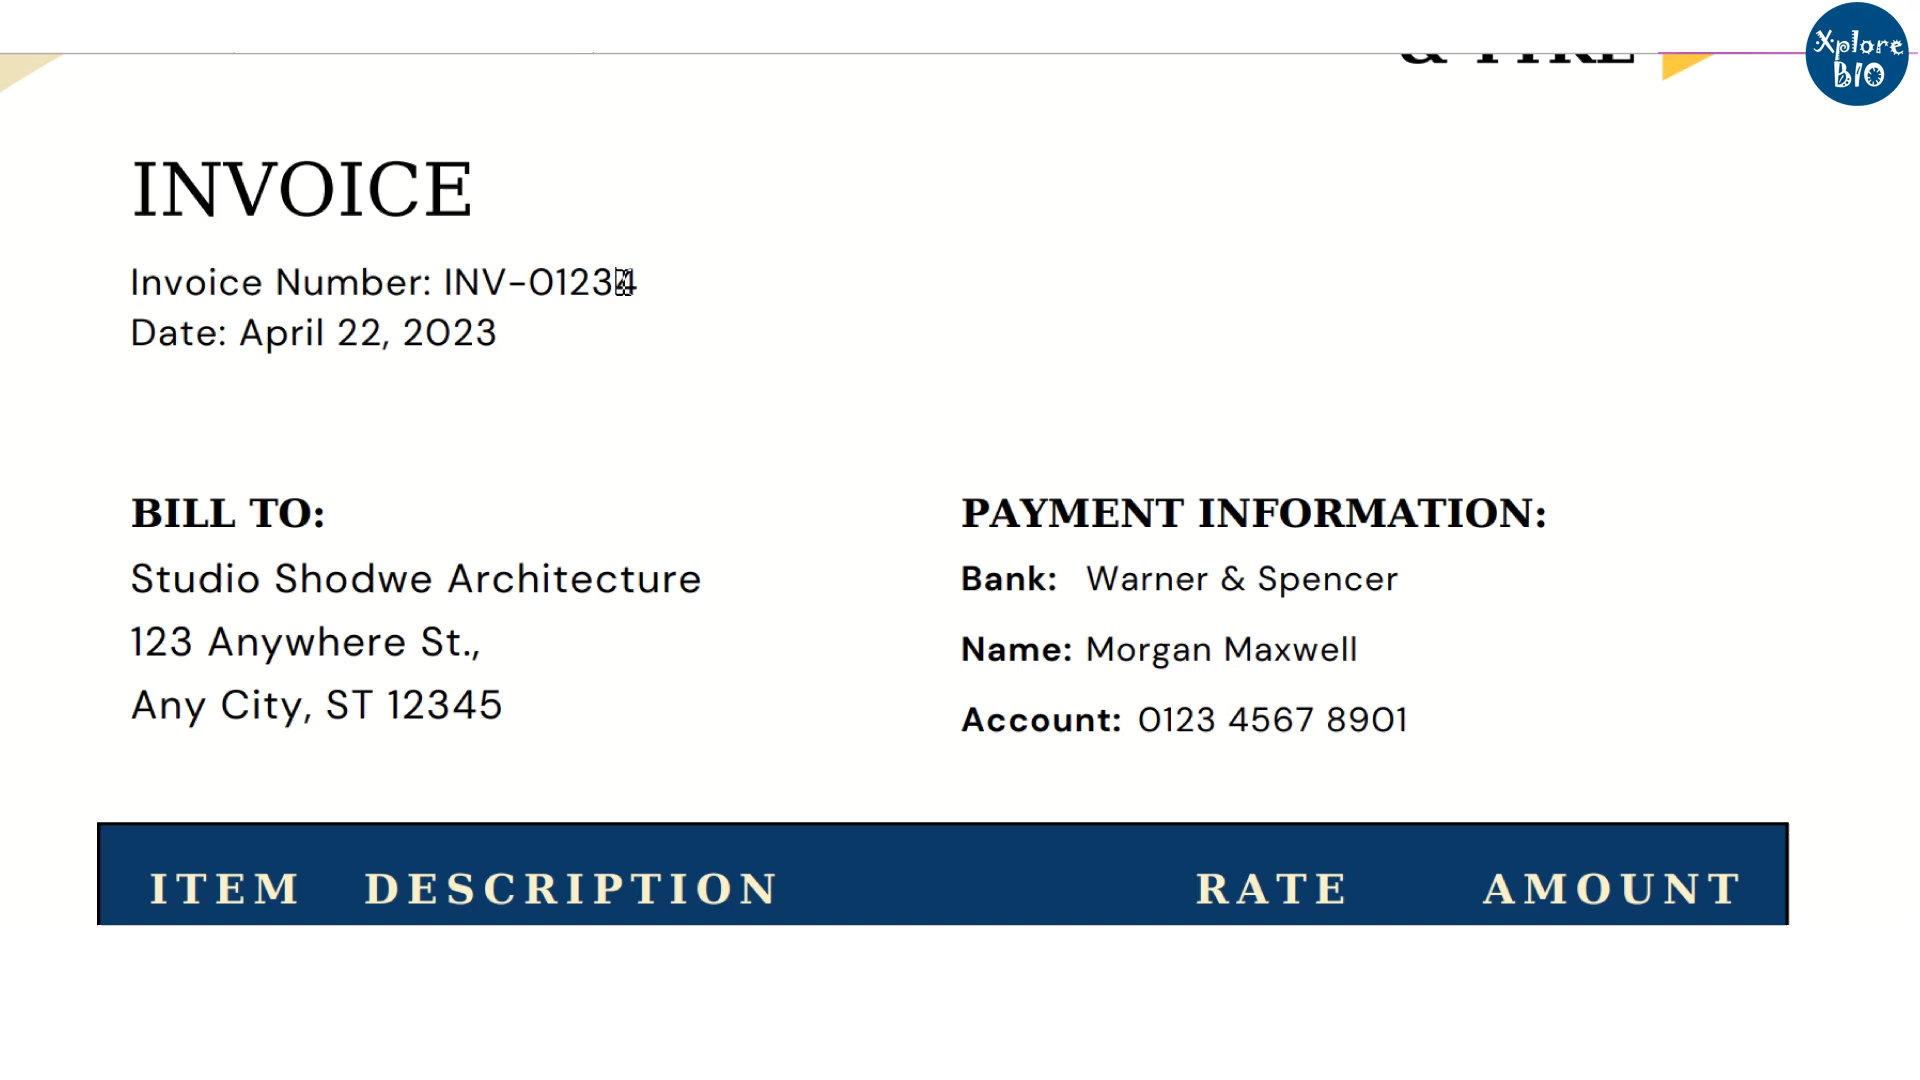 Xplore
BIO
INVOICE
Invoice Number: INV-01234
Date: April 22, 2023
BILL TO:
Studio Shodwe Architecture
123 Anywhere St.,
Any City, ST 12345
PAYMENT INFORMATION:
Bank: Warner & Spencer
Name: Morgan Maxwell
Account: 0123 4567 8901
ITEM DESCRIPTION RATE AMOUNT